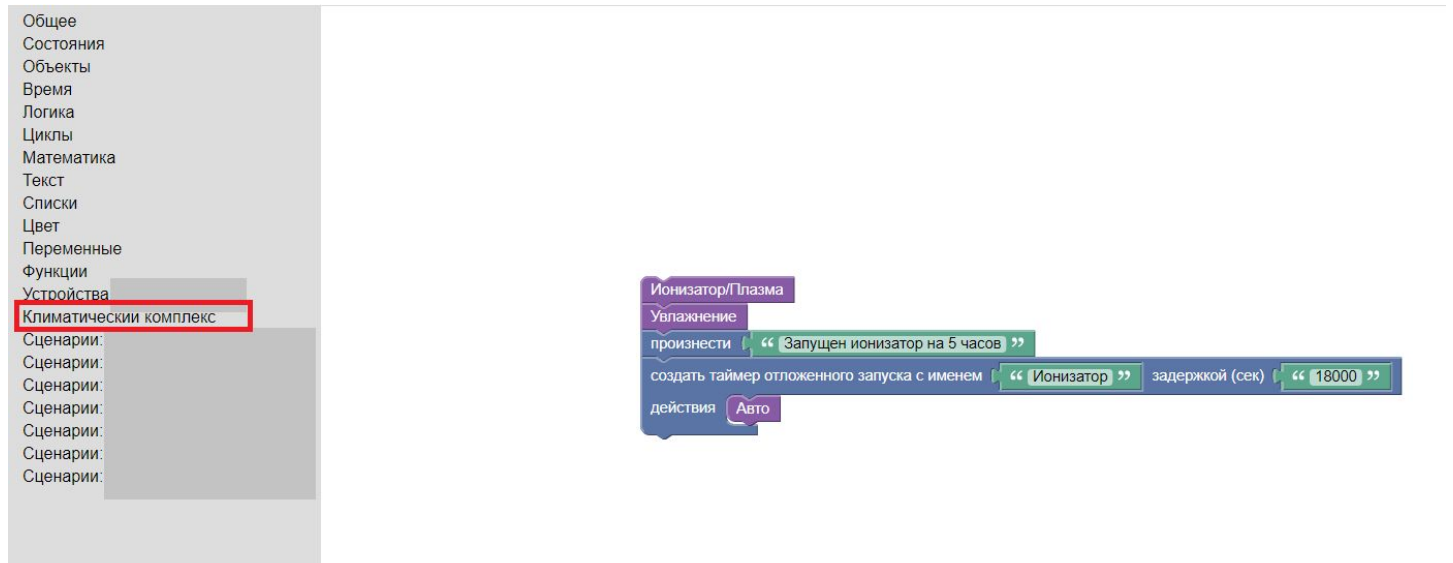 Общее
Состояния
Объекты
Время
Логика
Циклы
Математика
Текст
Списки
Цвет
Переменные
Функции
Устройства
Климатический комплекс
Сценарии:
Сценарии:
Сценарии:
Сценарии:
Сценарии:
Сценарии:
Сценарии:
Ионизатор/Плазма
Увлажнение
произнести “ Запущен ионизатор на 5 часов ”
создать таймер отложенного запуска с именем “ Ионизатор ” задержкой (сек) “ 18000 ”
действия Авто